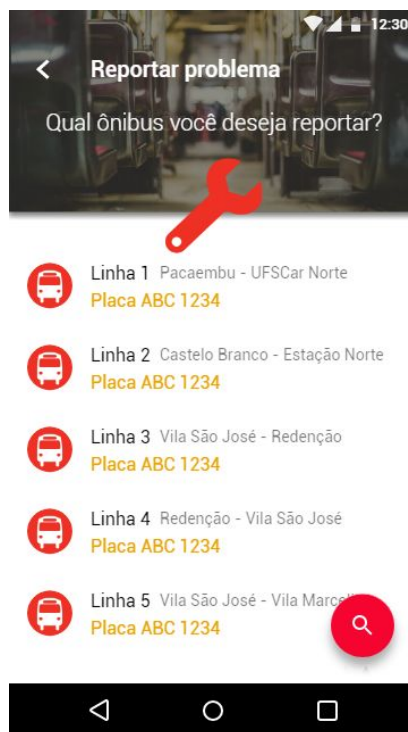 12:30
Reportar problema
Qual ônibus você deseja reportar?
Linha 1 Pacaembu - UFSCar Norte
Placa ABC 1234
Linha 2 Castelo Branco - Estação Norte
Placa ABC 1234
Linha 3 Vila São José - Redenção
Placa ABC 1234
Linha 4 Redenção - Vila São José
Placa ABC 1234
Linha 5 Vila São José - Vila
Placa ABC 1234